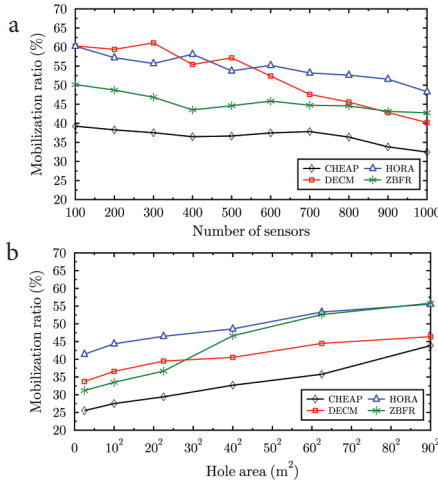 a
70
65
60
55
50
45
40
35
30
25
20
Mobilization ratio (%)
CHEAP HORA
DECM ZBFR
100 200 300 400 500 600 700 800 900 1000
Number of sensors
b
70
65
60
55
50
45
40
35
30
25
20
Mobilization ratio (%)
CHEAP HORA
DECM ZBFR
0 10² 20² 30² 40² 50² 60² 70² 80² 90²
Hole area (m²)